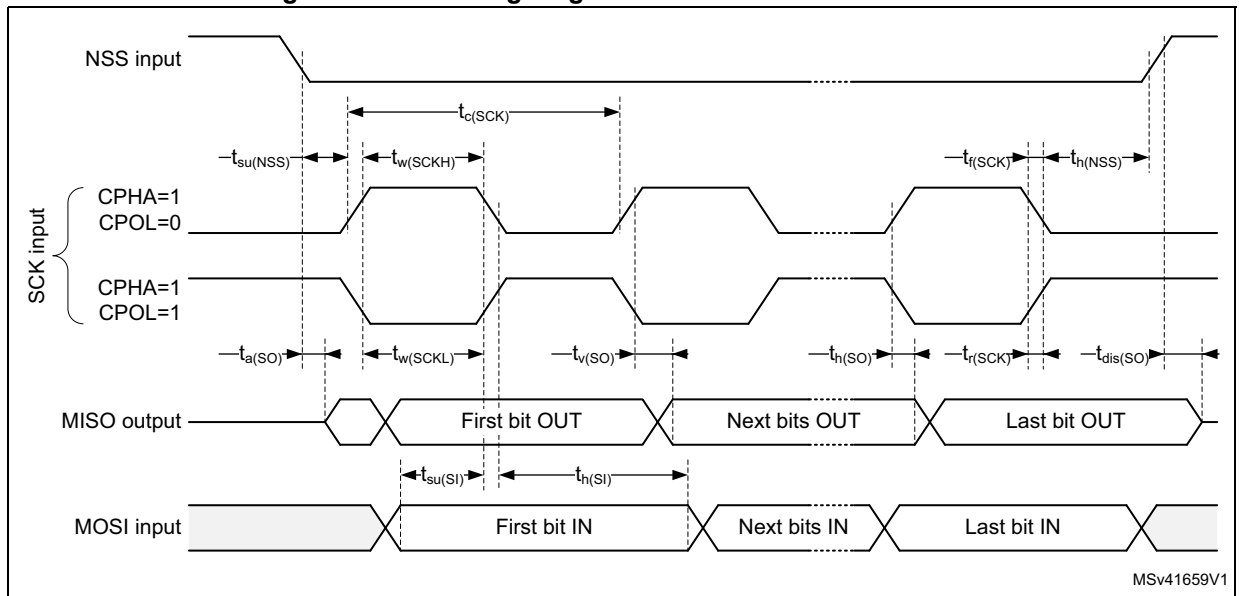 NSS input
tc(SCK)
tsu(NSS)
tw(SCKH)
tf(SCK)
th(NSS)
SCK input
CPHA=1
CPOL=0
CPHA=1
CPOL=1
ta(SO)
tw(SCKL)
tv(SO)
th(SO)
tr(SCK)
tdis(SO)
MISO output
First bit OUT
Next bits OUT
Last bit OUT
tsu(SI)
th(SI)
MOSI input
First bit IN
Next bits IN
Last bit IN
MSv41659V1